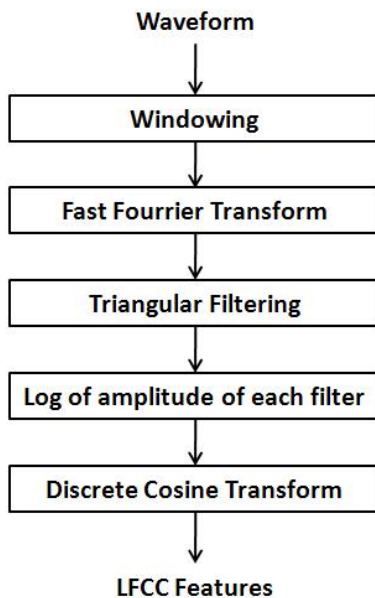 Waveform
Windowing
Fast Fourrier Transform
Triangular Filtering
Log of amplitude of each filter
Discrete Cosine Transform
LFCC Features